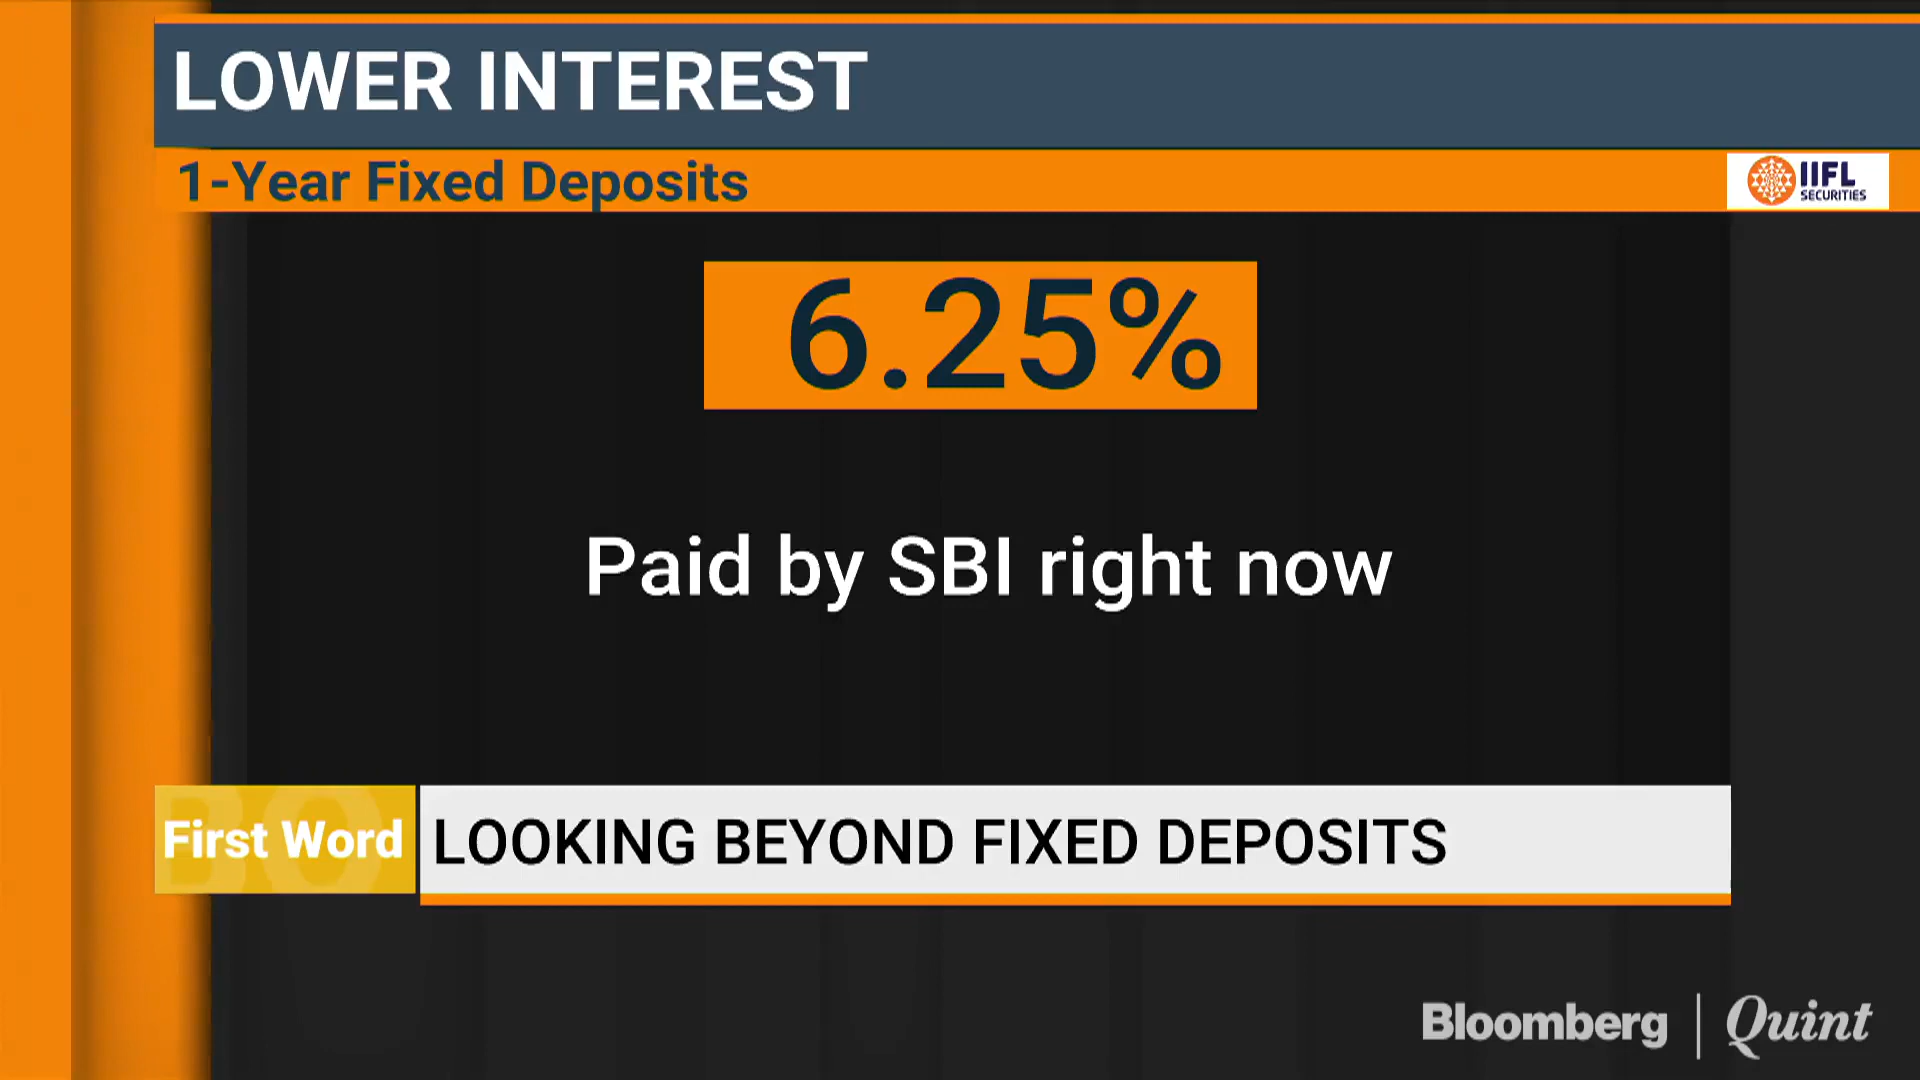 LOWER INTEREST
1-Year Fixed Deposits
IIFL
SECURITIES
6.25%
Paid by SBI right now
First Word
LOOKING BEYOND FIXED DEPOSITS
Bloomberg | Quint